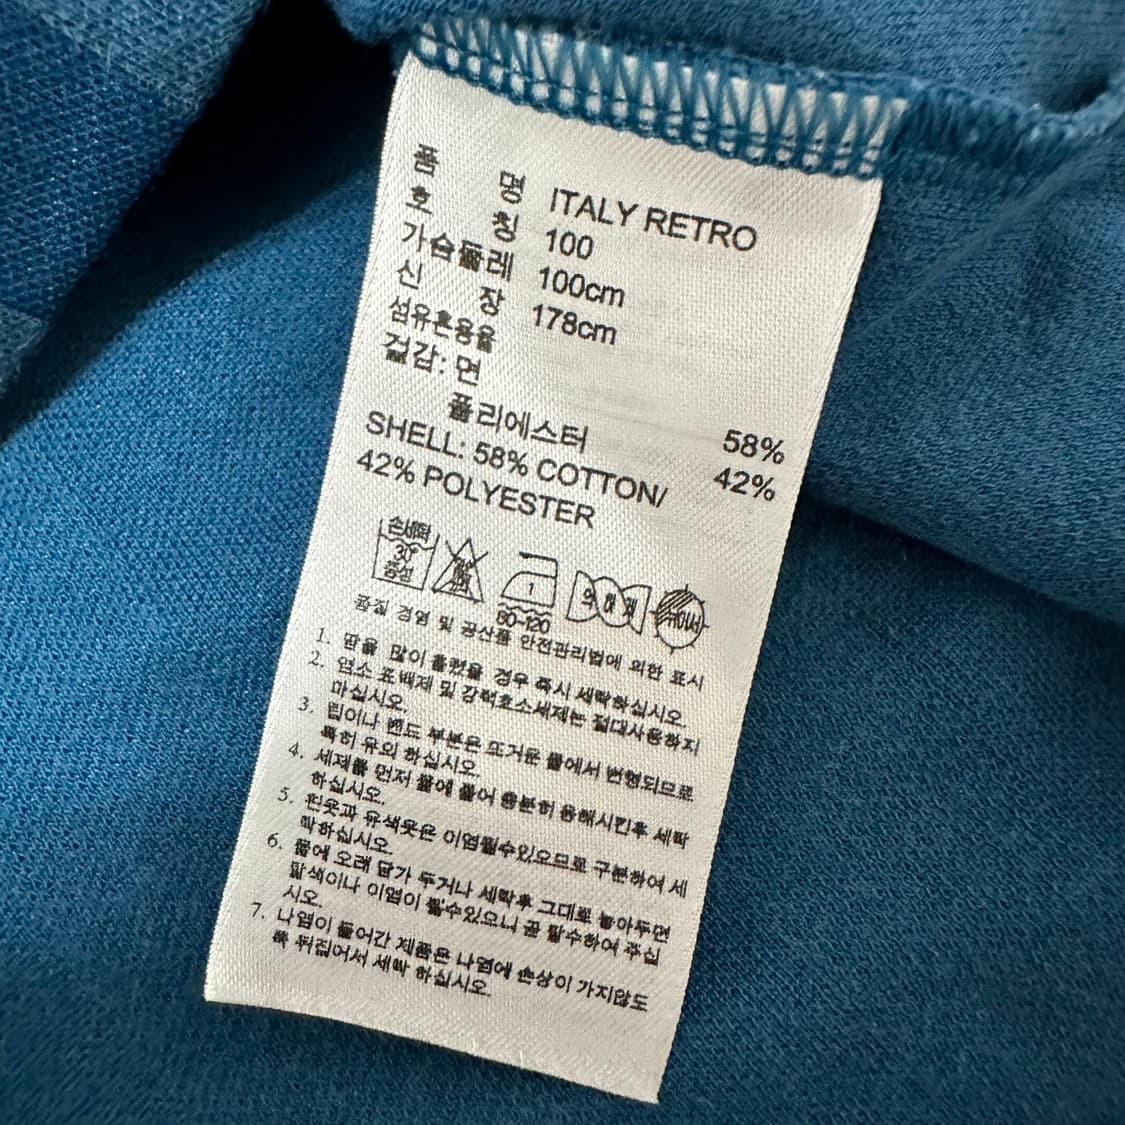 품 명 ITALY RETRO
호 칭 100
가슴둘레 100cm
신 장 178cm
섬유혼용율
겉감: 면 58%
폴리에스터 42%
SHELL: 58% COTTON/
42% POLYESTER
손세탁
30°
중성
1
80~120
품질 경영 및 공산품 안전관리법에 의한 표시
1. 땀을 많이 흘렸을 경우 즉시 세탁하십시오.
2. 염소 표백제 및 강력효소세제는 절대사용하지
마십시오.
3. 립이나 밴드 부분은 뜨거운 물에서 변형되므로
특히 유의 하십시오.
4. 세제를 먼저 물에 풀어 충분히 용해시킨후 세탁
하십시오.
5. 흰옷과 유색옷은 이염될수있으므로 구분하여 세
탁하십시오.
6. 물에 오래 담가 두거나 세탁후 그대로 놓아두면
탈색이나 이염이 될수있으니 곧 탈수하여 주십
시오.
7. 나염이 들어간 제품은 나염에 손상이 가지않도
록 뒤집어서 세탁 하십시오.